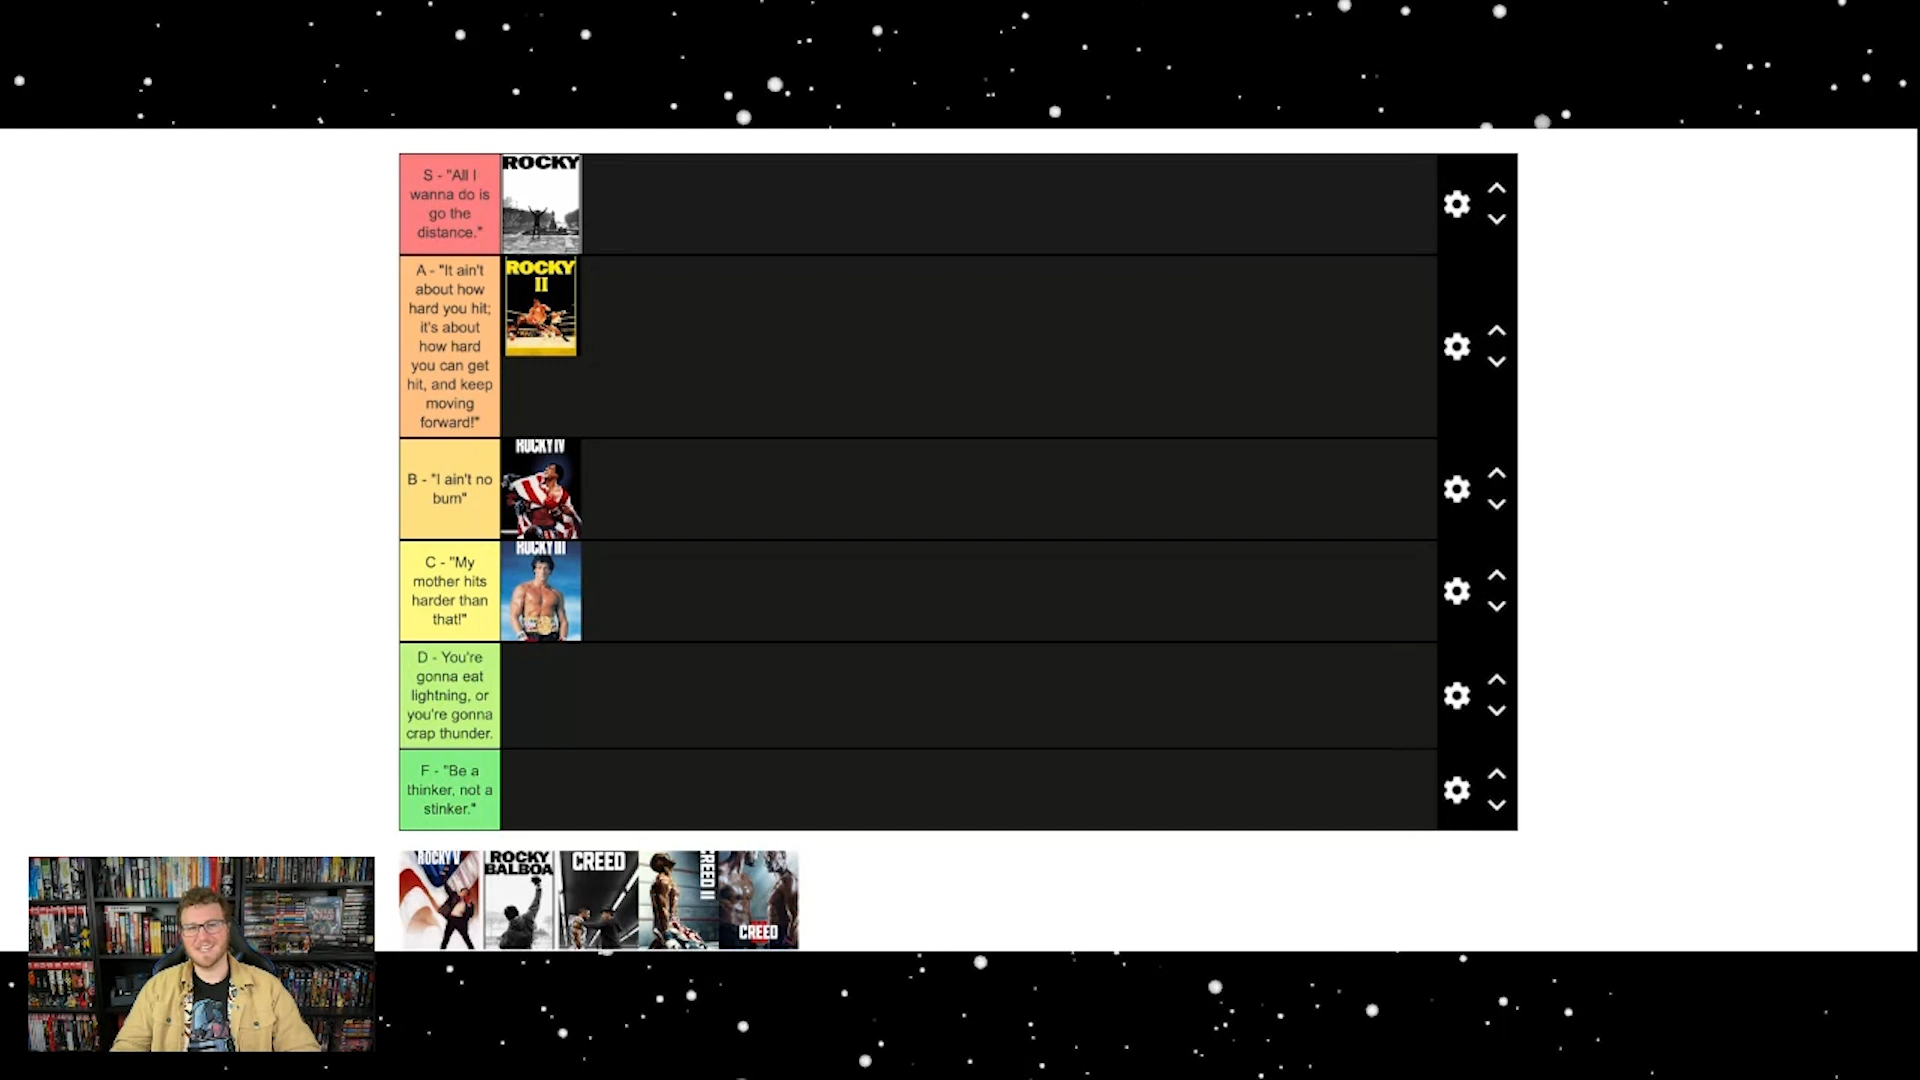 S - "All I
wanna do is
go the
distance."
ROCKY
A - "It ain't
about how
hard you hit;
it's about
how hard
you can get
hit, and keep
moving
forward!"
ROCKY
II
B - "I ain't no
bum"
ROCKY IV
C - "My
mother hits
harder than
that!"
ROCKY III
D - You're
gonna eat
lightning, or
you're gonna
crap thunder.
F - "Be a
thinker, not a
stinker."
ROCKY V
ROCKY
BALBOA
CREED
CREED II
CREED